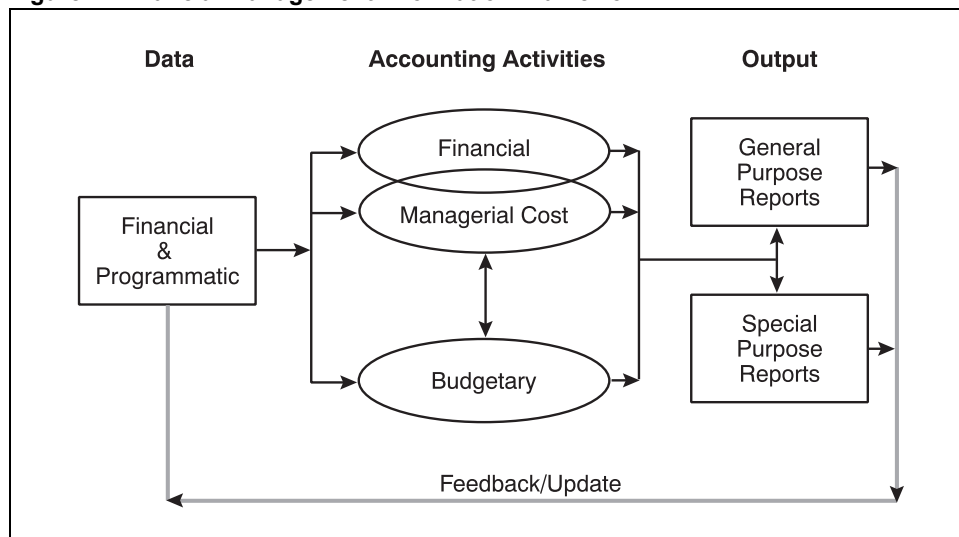 Data
Accounting Activities
Output
Financial
&
Programmatic
Financial
Managerial Cost
Budgetary
General
Purpose
Reports
Special
Purpose
Reports
Feedback/Update